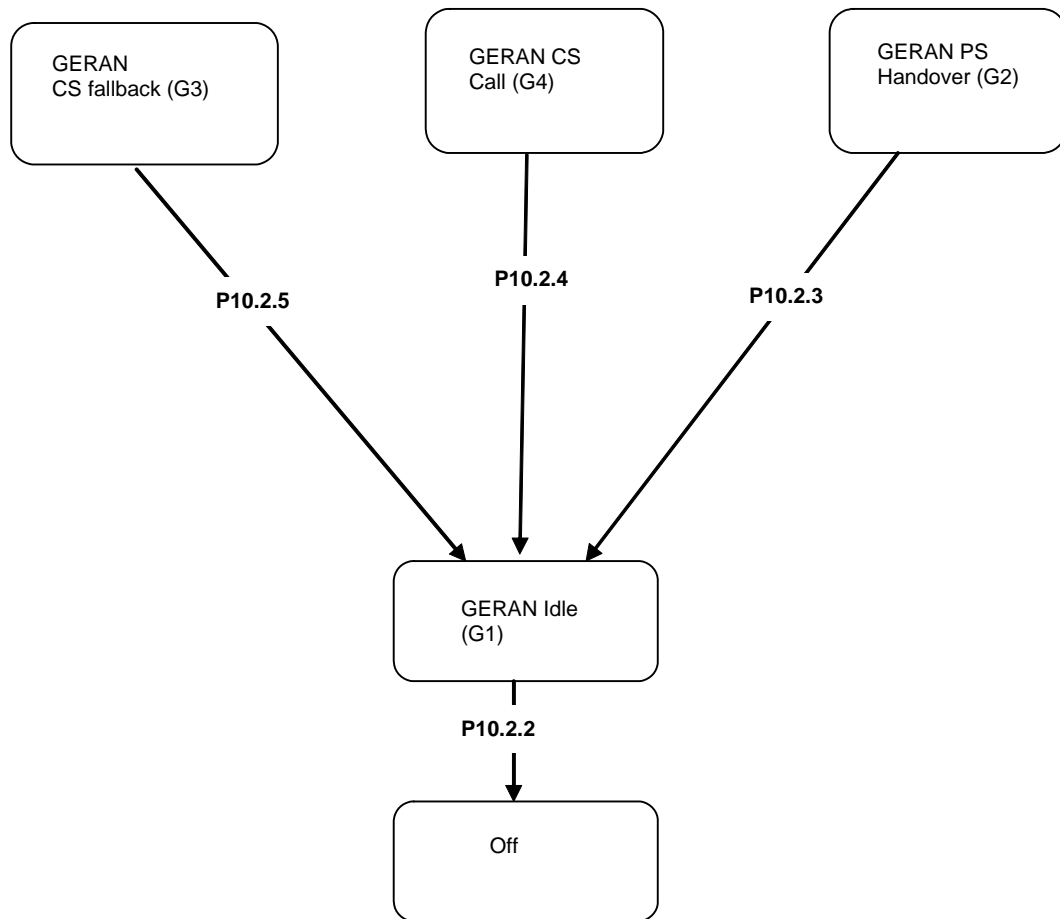 GERAN
CS fallback (G3)
GERAN CS
Call (G4)
GERAN PS
Handover (G2)
P10.2.5
P10.2.4
P10.2.3
GERAN Idle
(G1)
P10.2.2
Off